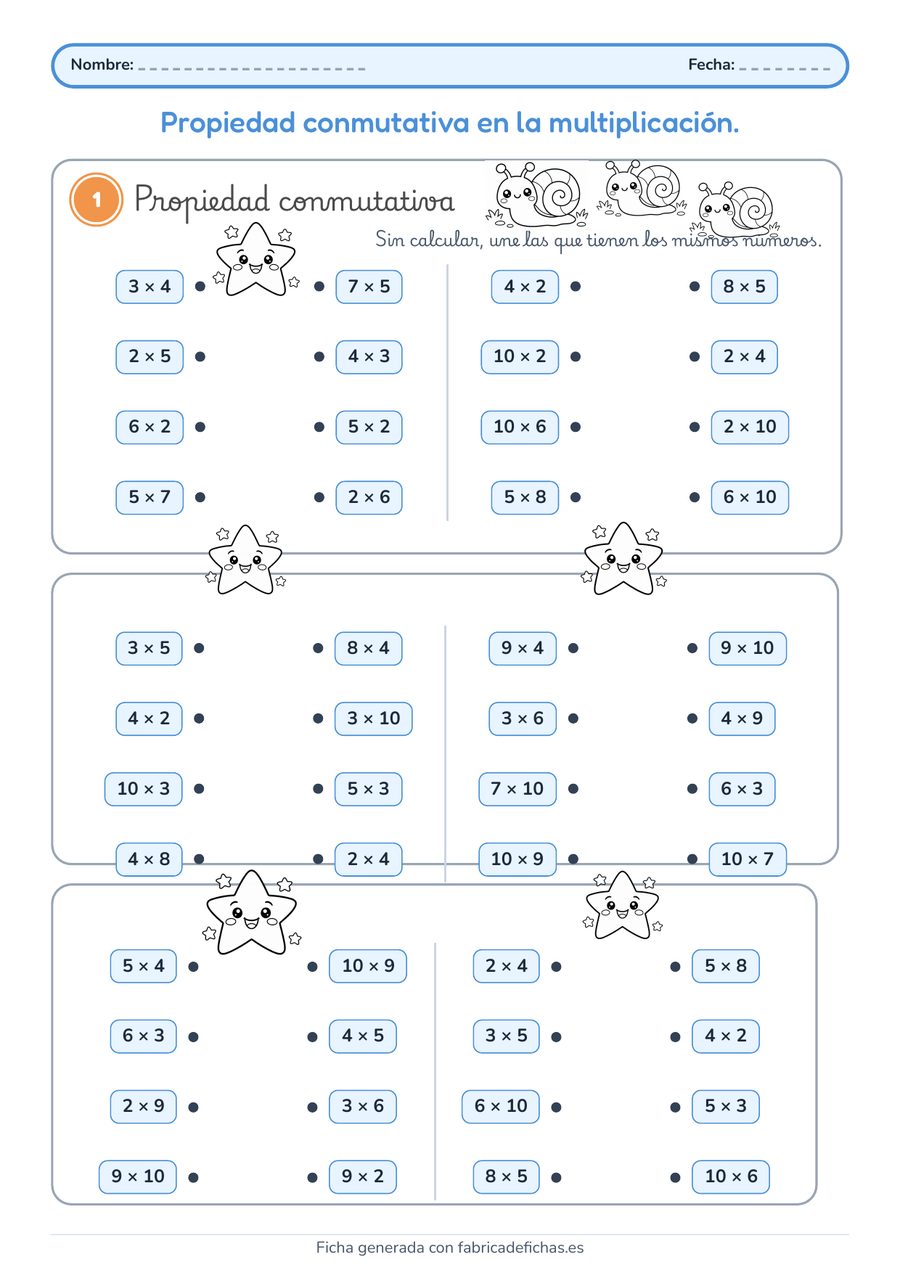 Nombre: Fecha:
Propiedad conmutativa en la multiplicación.
1 Propiedad conmutativa
Sin calcular, une las que tienen los mismos números.
3 × 4 7 × 5 4 × 2 8 × 5
2 × 5 4 × 3 10 × 2 2 × 4
6 × 2 5 × 2 10 × 6 2 × 10
5 × 7 2 × 6 5 × 8 6 × 10
3 × 5 8 × 4 9 × 4 9 × 10
4 × 2 3 × 10 3 × 6 4 × 9
10 × 3 5 × 3 7 × 10 6 × 3
4 × 8 2 × 4 10 × 9 10 × 7
5 × 4 10 × 9 2 × 4 5 × 8
6 × 3 4 × 5 3 × 5 4 × 2
2 × 9 3 × 6 6 × 10 5 × 3
9 × 10 9 × 2 8 × 5 10 × 6
Ficha generada con fabricadefichas.es